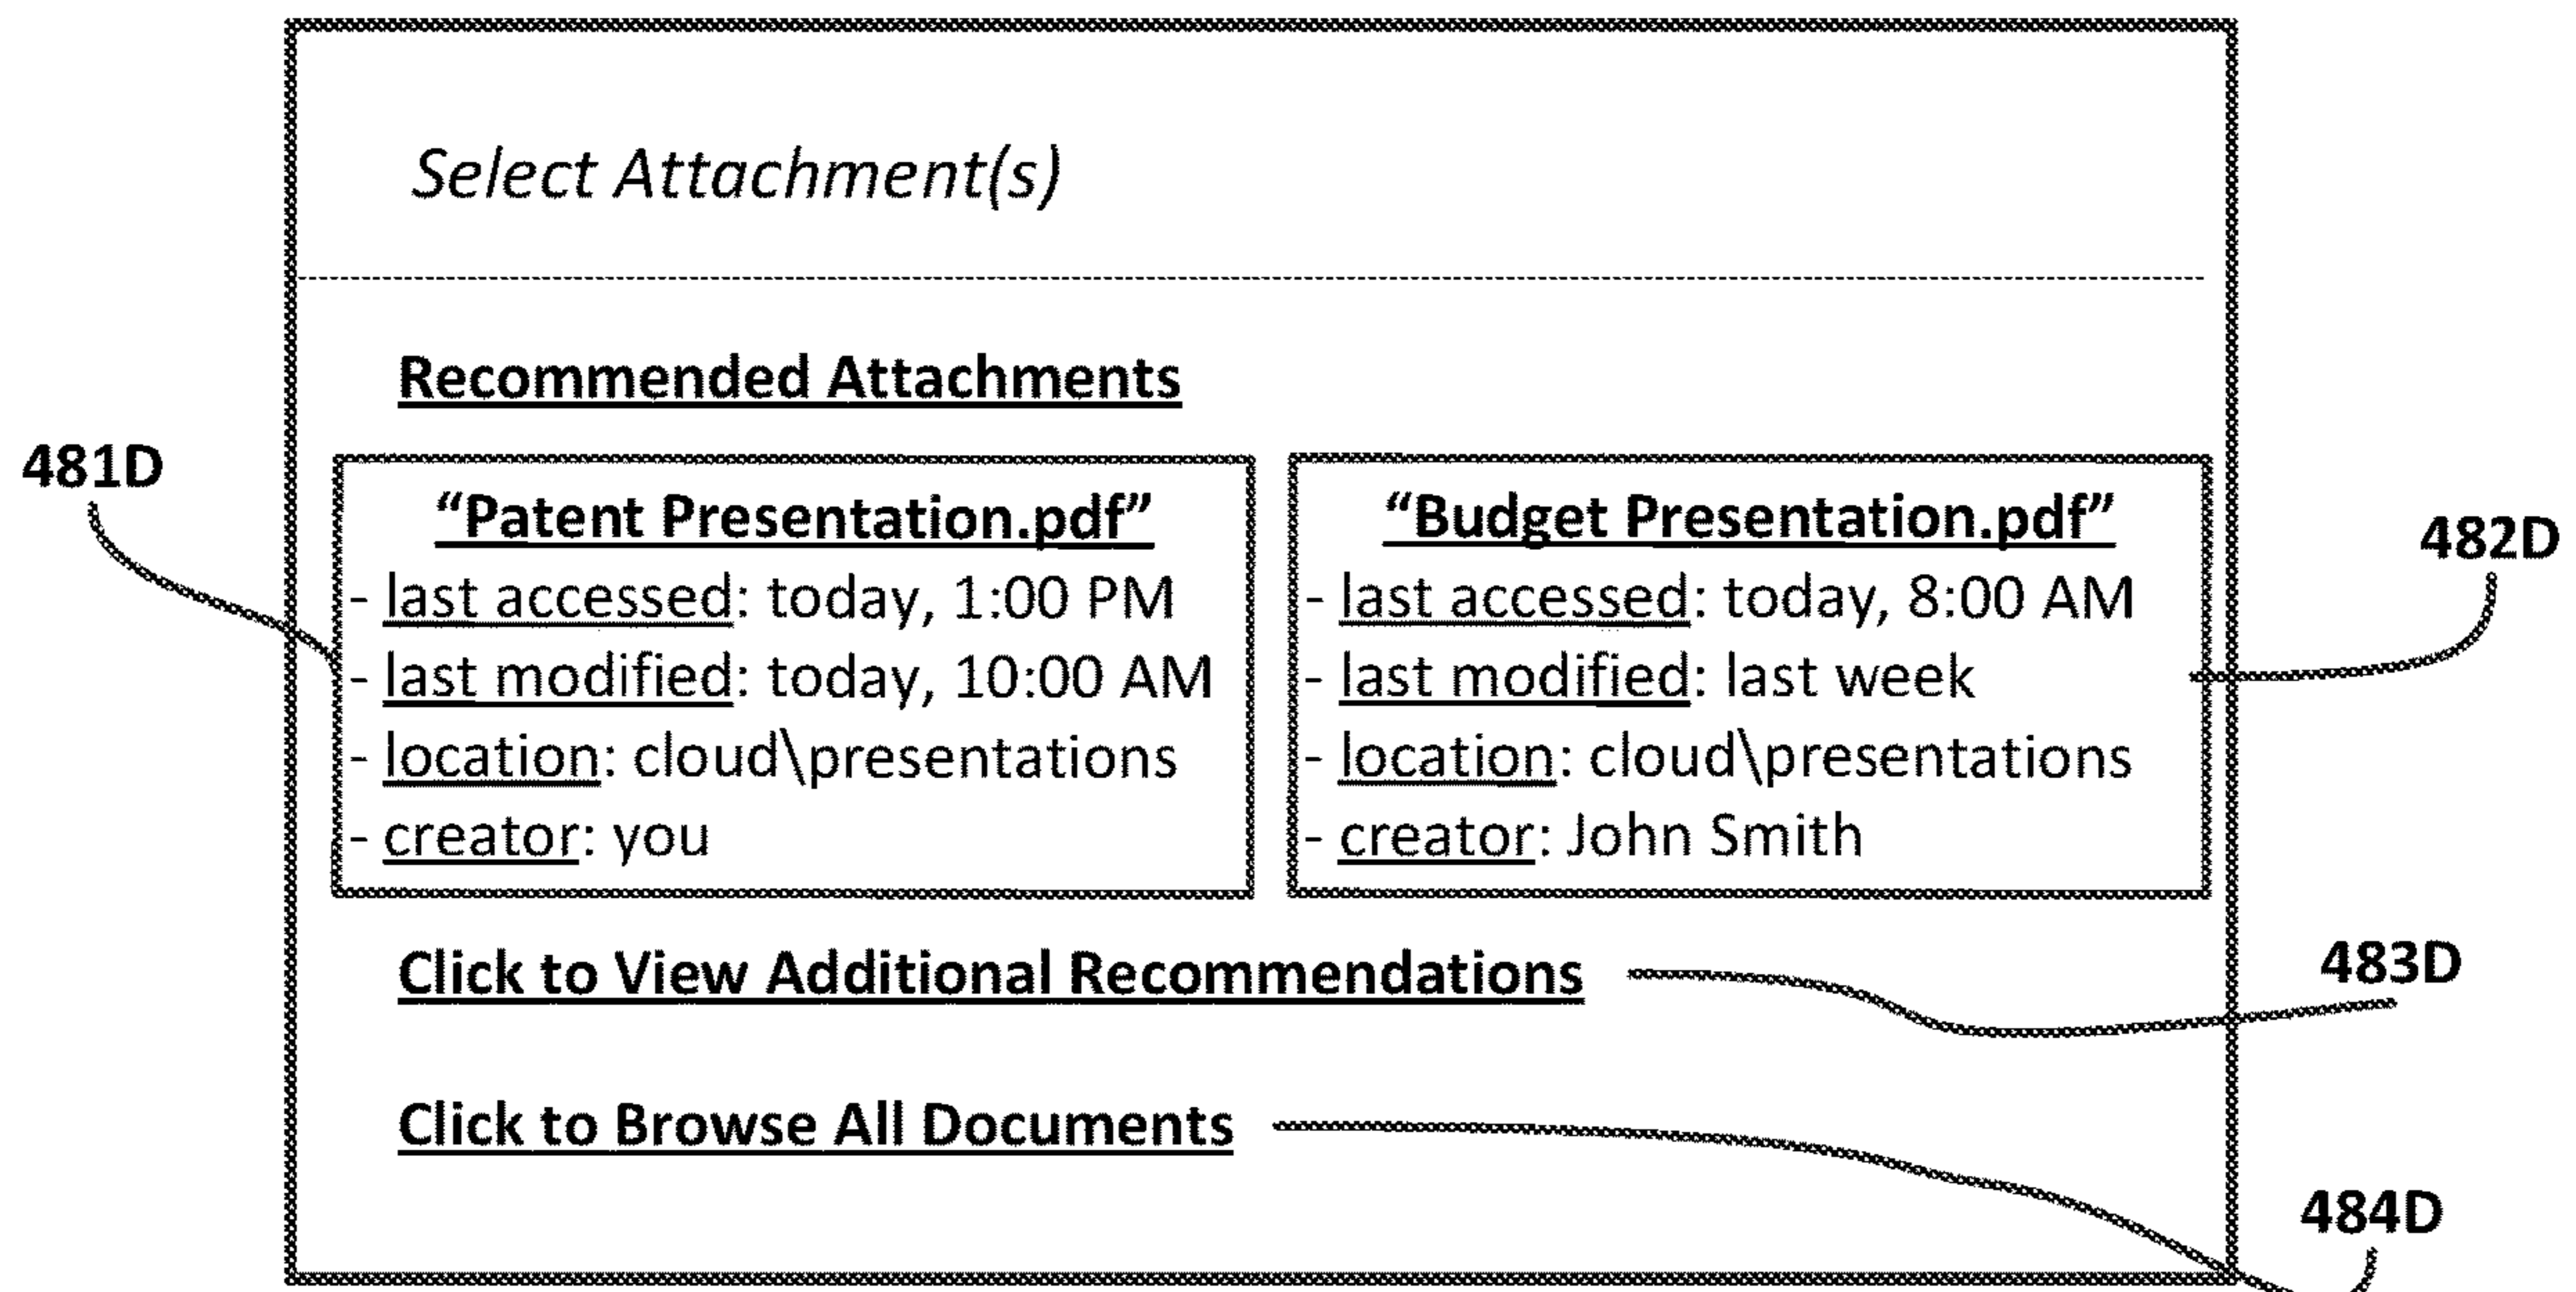 Select Attachment(s)
Recommended Attachments
481D
“Patent Presentation.pdf”
- last accessed: today, 1:00 PM
- last modified: today, 10:00 AM
- location: cloud\presentations
- creator: you
“Budget Presentation.pdf”
- last accessed: today, 8:00 AM
- last modified: last week
- location: cloud\presentations
- creator: John Smith
482D
Click to View Additional Recommendations
483D
Click to Browse All Documents
484D